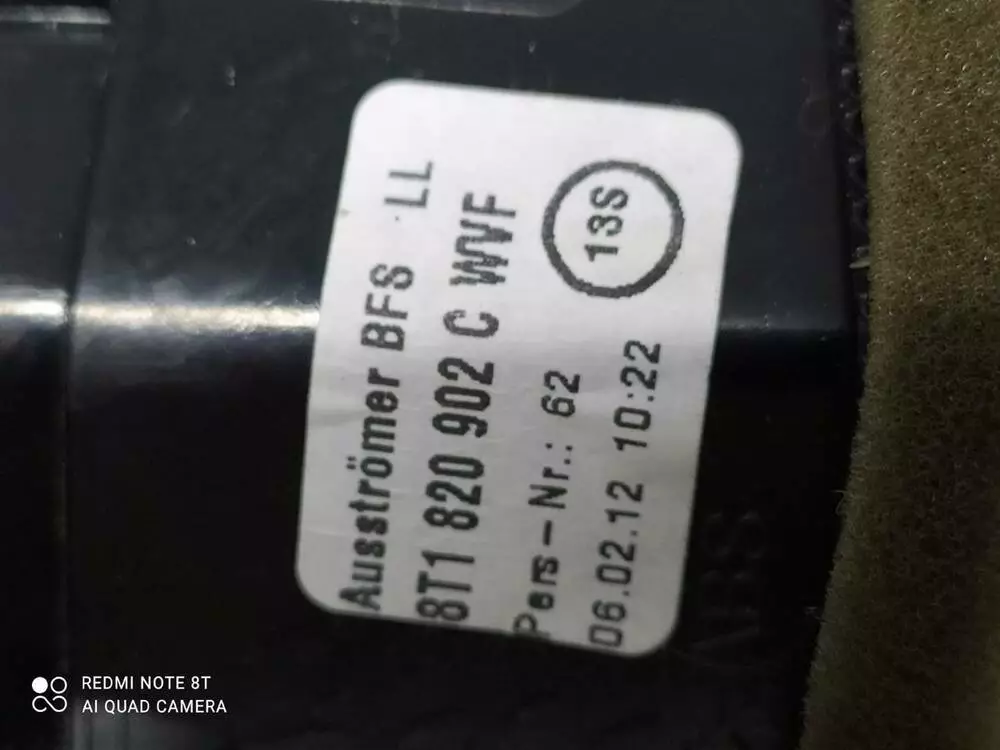 Ausströmer BFS LL
8T1 820 902 C WVF
Pers-Nr.: 62
06.02.12 10:22
13S
ABS
REDMI NOTE 8T
AI QUAD CAMERA